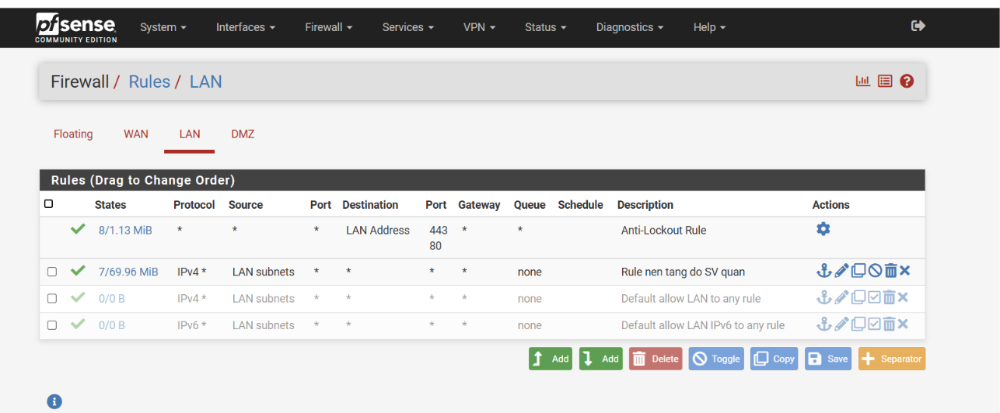 pfsense
COMMUNITY EDITION
System Interfaces Firewall Services VPN Status Diagnostics Help
Firewall / Rules / LAN
Floating WAN LAN DMZ
Rules (Drag to Change Order)
States Protocol Source Port Destination Port Gateway Queue Schedule Description Actions
8/1.13 MiB * * * LAN Address 443 * * Anti-Lockout Rule
80
7/69.96 MiB IPv4 * LAN subnets * * * * none Rule nen tang do SV quan
0/0 B IPv4 * LAN subnets * * * * none Default allow LAN to any rule
0/0 B IPv6 * LAN subnets * * * * none Default allow LAN IPv6 to any rule
Add Add Delete Toggle Copy Save Separator